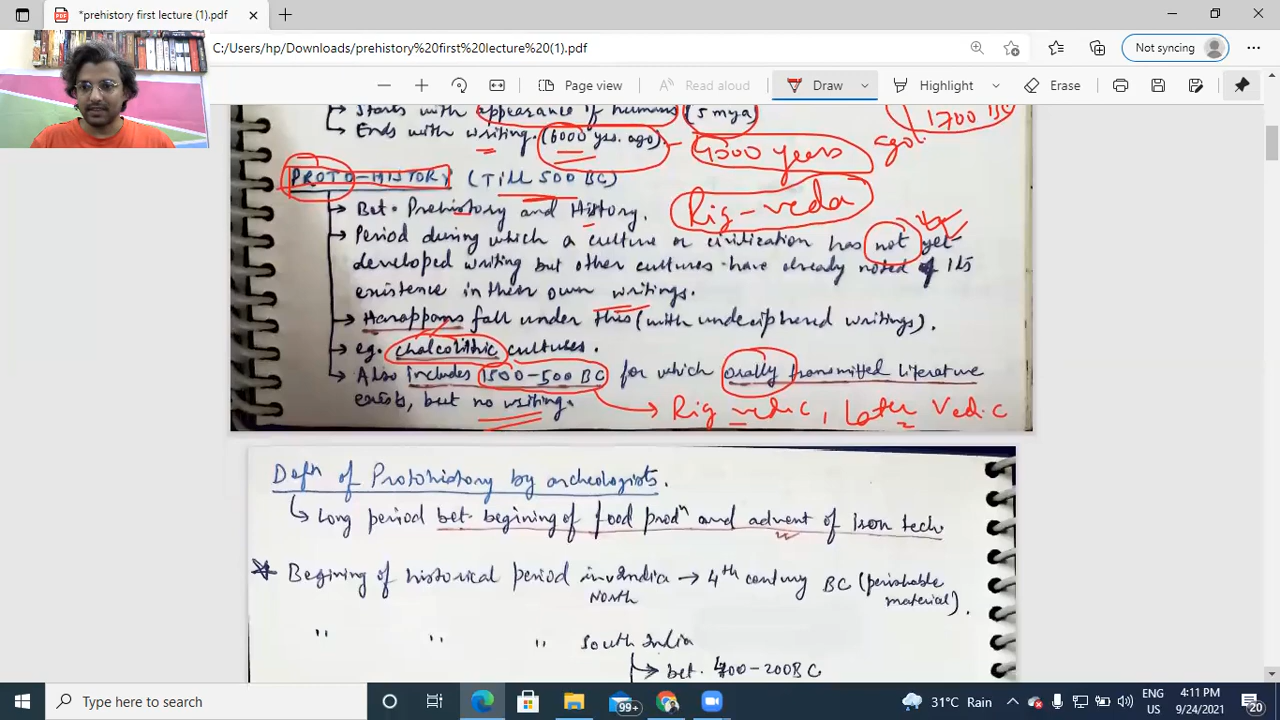 *prehistory first lecture (1).pdf
C:/Users/hp/Downloads/prehistory%20first%20lecture%20(1).pdf
Not syncing
Page view
Read aloud
Draw
Highlight
Erase
→ Starts with appearance of humans (5 mya
→ Ends with writing. (6000 yrs. ago)
4000 years ago
1700 BC
PROTO-HISTORY (Till 500 BC)
Rig-veda
→ Bet. Prehistory and History.
→ Period during which a culture or civilization has not yet
developed writing but other cultures have already noted its
existence in their own writings.
→ Harappans fall under this (with undeciphered writings).
→ eg. chalcolithic cultures.
→ Also includes 1500-500 BC for which orally transmitted literature
exists, but no writing.
→ Rig vedic, Later Vedic
Defn of Protohistory by archeologists.
↳ Long period bet. begining of food prodn and advent of Iron tech
* Begining of historical period in India → 4th century BC (perishable
North
material).
" " " South India
→ bet. 400-200BC
Type here to search
99+
31°C Rain
ENG
IN
4:11 PM
9/24/2021
20